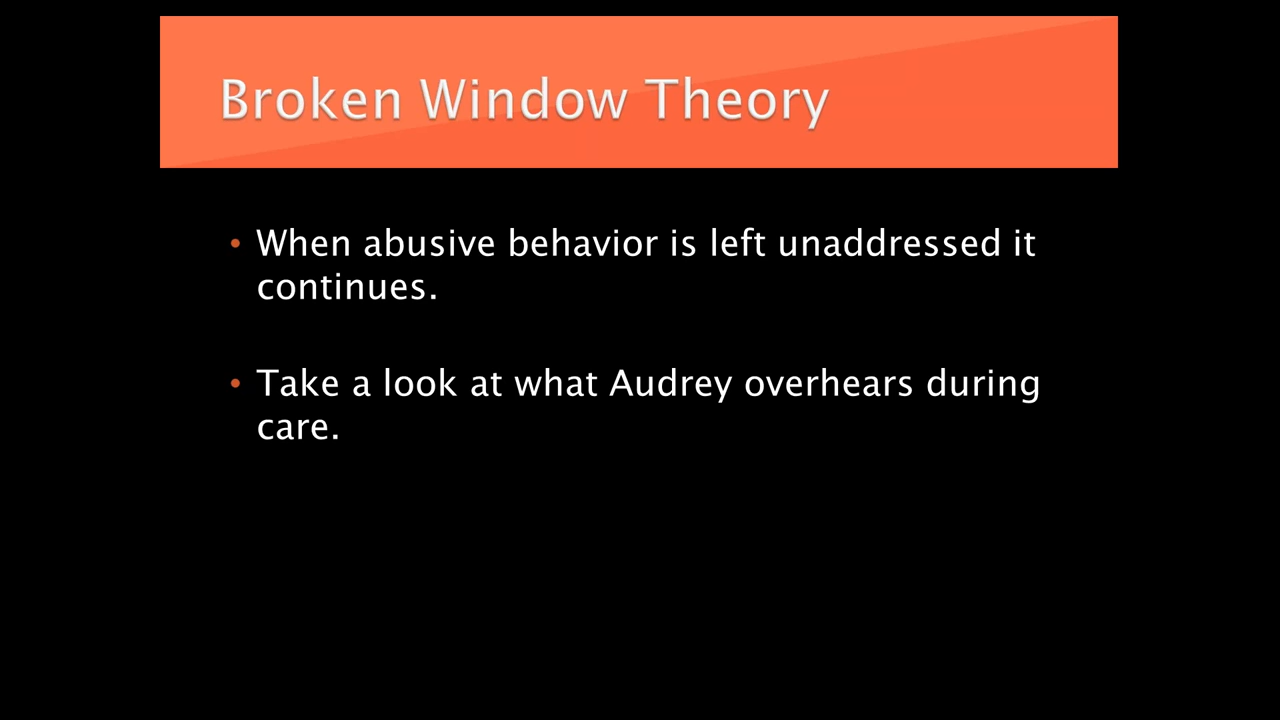 Broken Window Theory
• When abusive behavior is left unaddressed it
continues.
• Take a look at what Audrey overhears during
care.